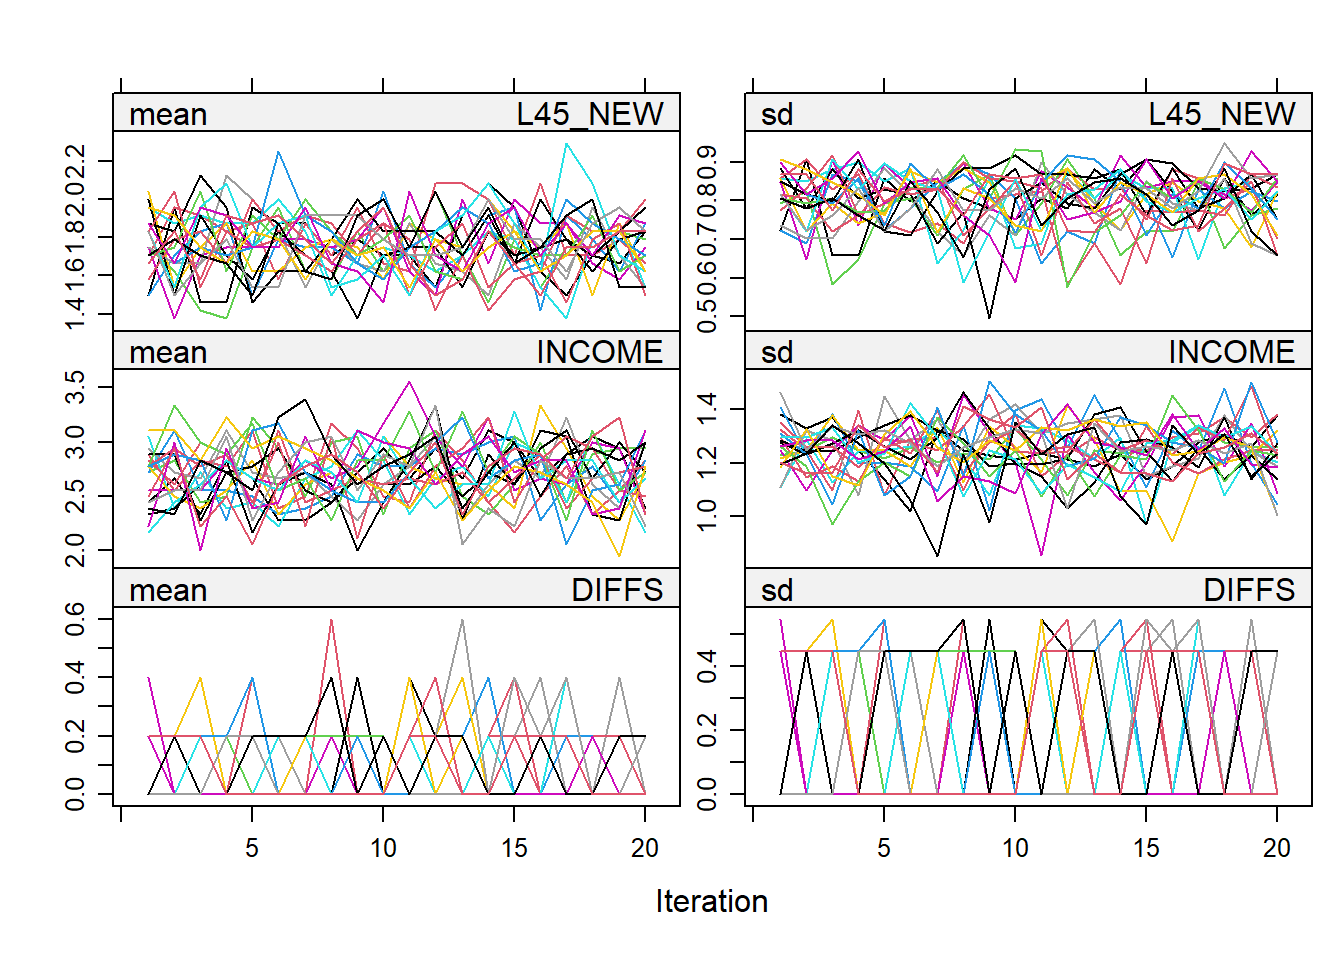 mean L45_NEW
sd L45_NEW
1.4 1.6 1.8 2.0 2.2
0.5 0.6 0.7 0.8 0.9
mean INCOME
sd INCOME
2.0 2.5 3.0 3.5
1.0 1.2 1.4
mean DIFFS
sd DIFFS
0.0 0.2 0.4 0.6
0.0 0.2 0.4
5 10 15 20
5 10 15 20
Iteration